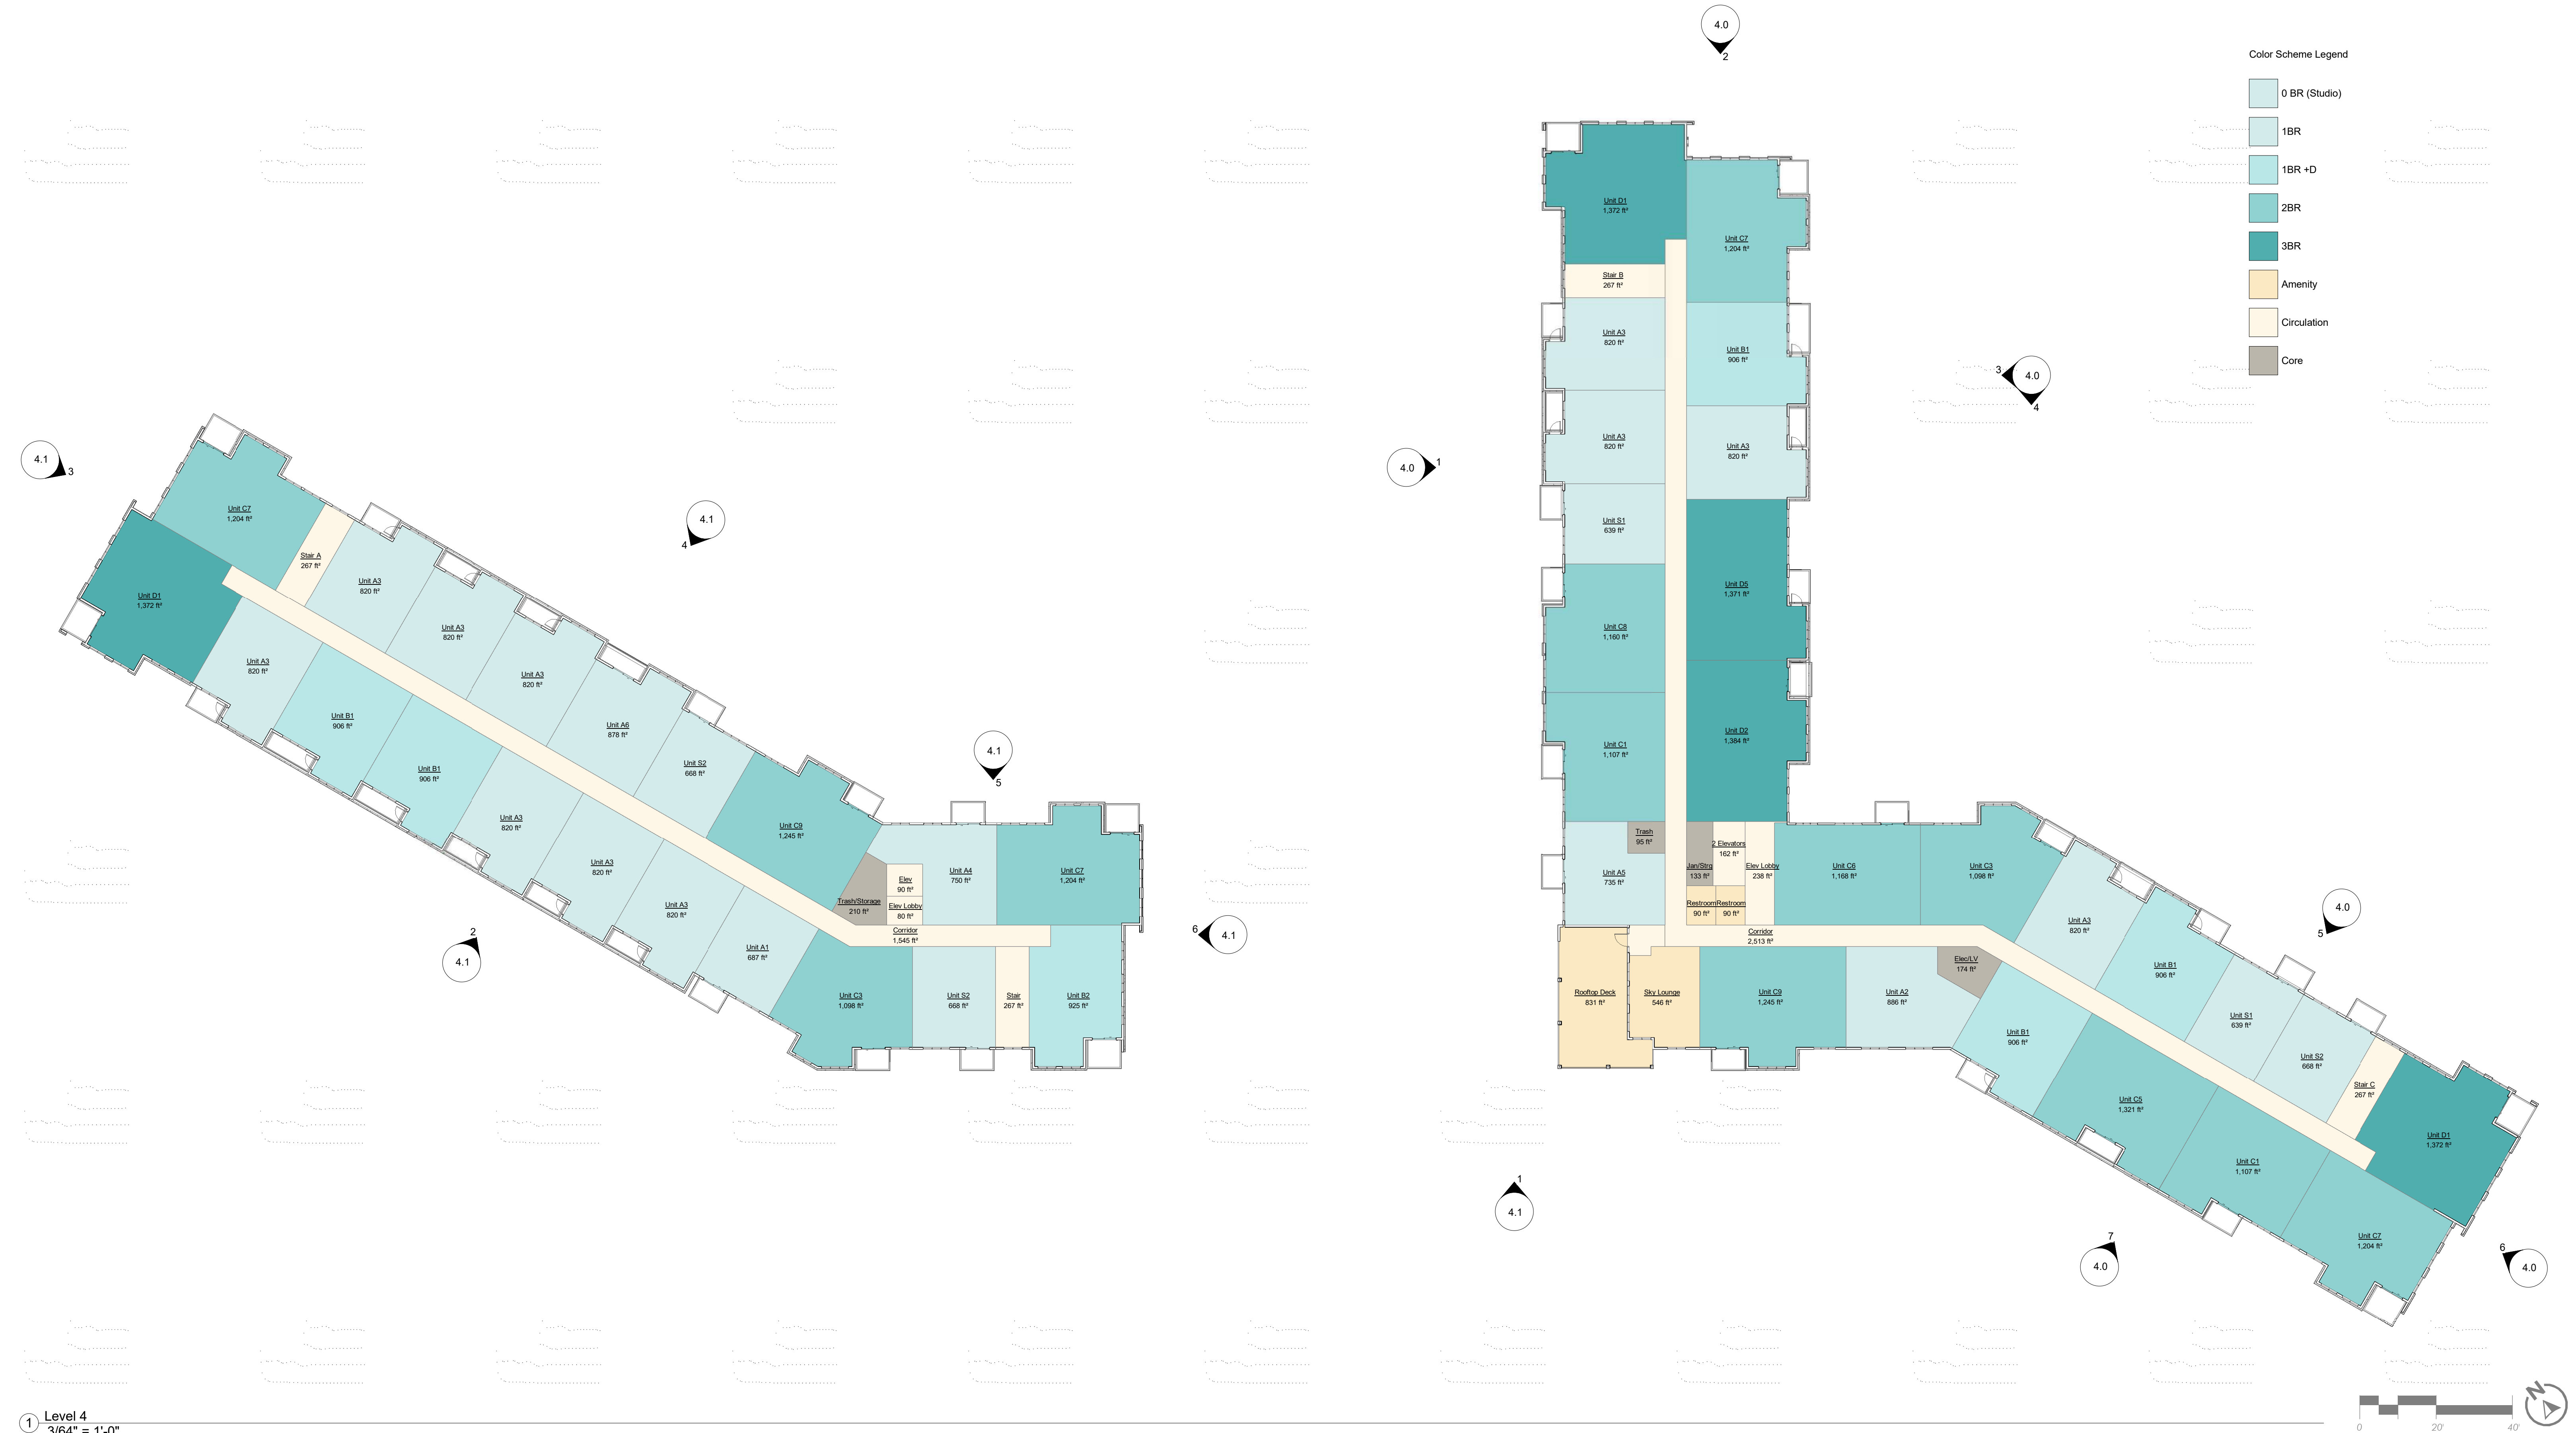 4.0
2
Color Scheme Legend
0 BR (Studio)
1BR
1BR +D
2BR
3BR
Amenity
Circulation
Core
4.1
3
4.1
4
4.1
5
4.1
6
4.1
2
4.1
1
4.0
1
3
4.0
4
4.0
5
4.0
6
4.0
7
Unit C7
1,204 ft²
Unit D1
1,372 ft²
Stair A
267 ft²
Unit A3
820 ft²
Unit A3
820 ft²
Unit A3
820 ft²
Unit A6
878 ft²
Unit S2
668 ft²
Unit C9
1,245 ft²
Unit A3
820 ft²
Unit B1
906 ft²
Unit B1
906 ft²
Unit A3
820 ft²
Unit A3
820 ft²
Unit A3
820 ft²
Unit A1
687 ft²
Unit C3
1,098 ft²
Trash/Storage
210 ft²
Elev
90 ft²
Elev Lobby
80 ft²
Unit A4
750 ft²
Unit C7
1,204 ft²
Corridor
1,545 ft²
Unit S2
668 ft²
Stair
267 ft²
Unit B2
925 ft²
Unit D1
1,372 ft²
Unit C7
1,204 ft²
Stair B
267 ft²
Unit A3
820 ft²
Unit B1
906 ft²
Unit A3
820 ft²
Unit A3
820 ft²
Unit S1
639 ft²
Unit D5
1,371 ft²
Unit C8
1,160 ft²
Unit C1
1,107 ft²
Unit D2
1,384 ft²
Trash
95 ft²
Unit A5
735 ft²
Jan/Strg
133 ft²
2 Elevators
162 ft²
Elev Lobby
238 ft²
Restroom
90 ft²
Restroom
90 ft²
Unit C6
1,168 ft²
Unit C3
1,098 ft²
Corridor
2,513 ft²
Rooftop Deck
831 ft²
Sky Lounge
546 ft²
Unit C9
1,245 ft²
Unit A2
886 ft²
Elec/LV
174 ft²
Unit A3
820 ft²
Unit B1
906 ft²
Unit S1
639 ft²
Unit S2
668 ft²
Stair C
267 ft²
Unit D1
1,372 ft²
Unit B1
906 ft²
Unit C5
1,321 ft²
Unit C1
1,107 ft²
Unit C7
1,204 ft²
1
Level 4
3/64" = 1'-0"
0
20'
40'
N